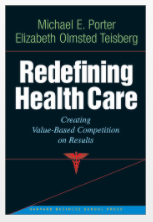 Michael E. Porter
Elizabeth Olmsted Teisberg
Redefining
Health Care
Creating
Value-Based Competition
on Results
HARVARD BUSINESS SCHOOL PRESS